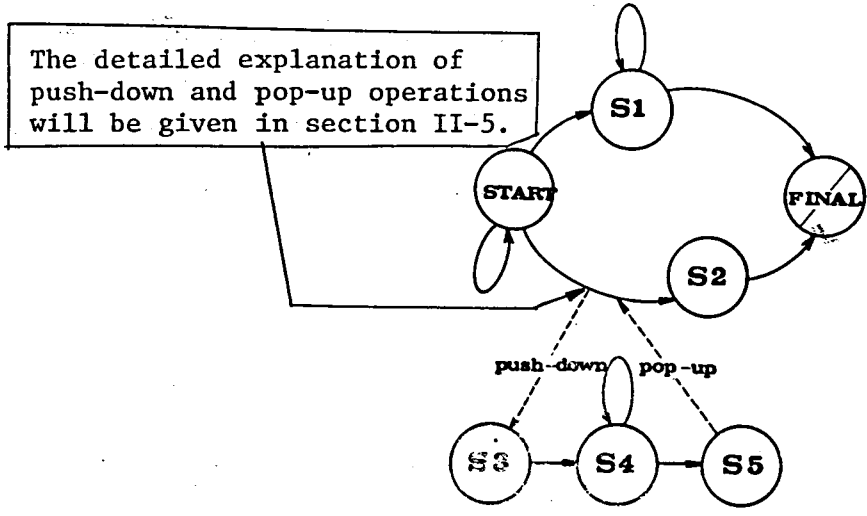 The detailed explanation of
push-down and pop-up operations
will be given in section II-5.
S1
START
FINAL
S2
push-down
pop-up
S4
S5